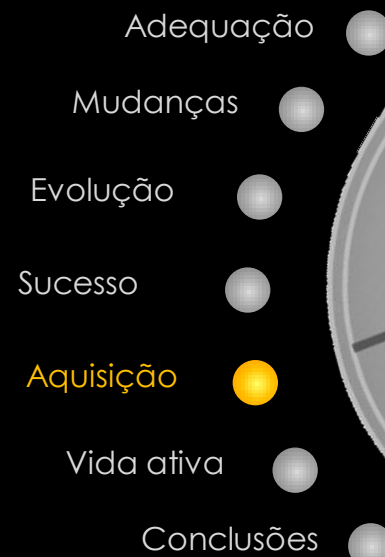 Adequação
Mudanças
Evolução
Sucesso
Aquisição
Vida ativa
Conclusões